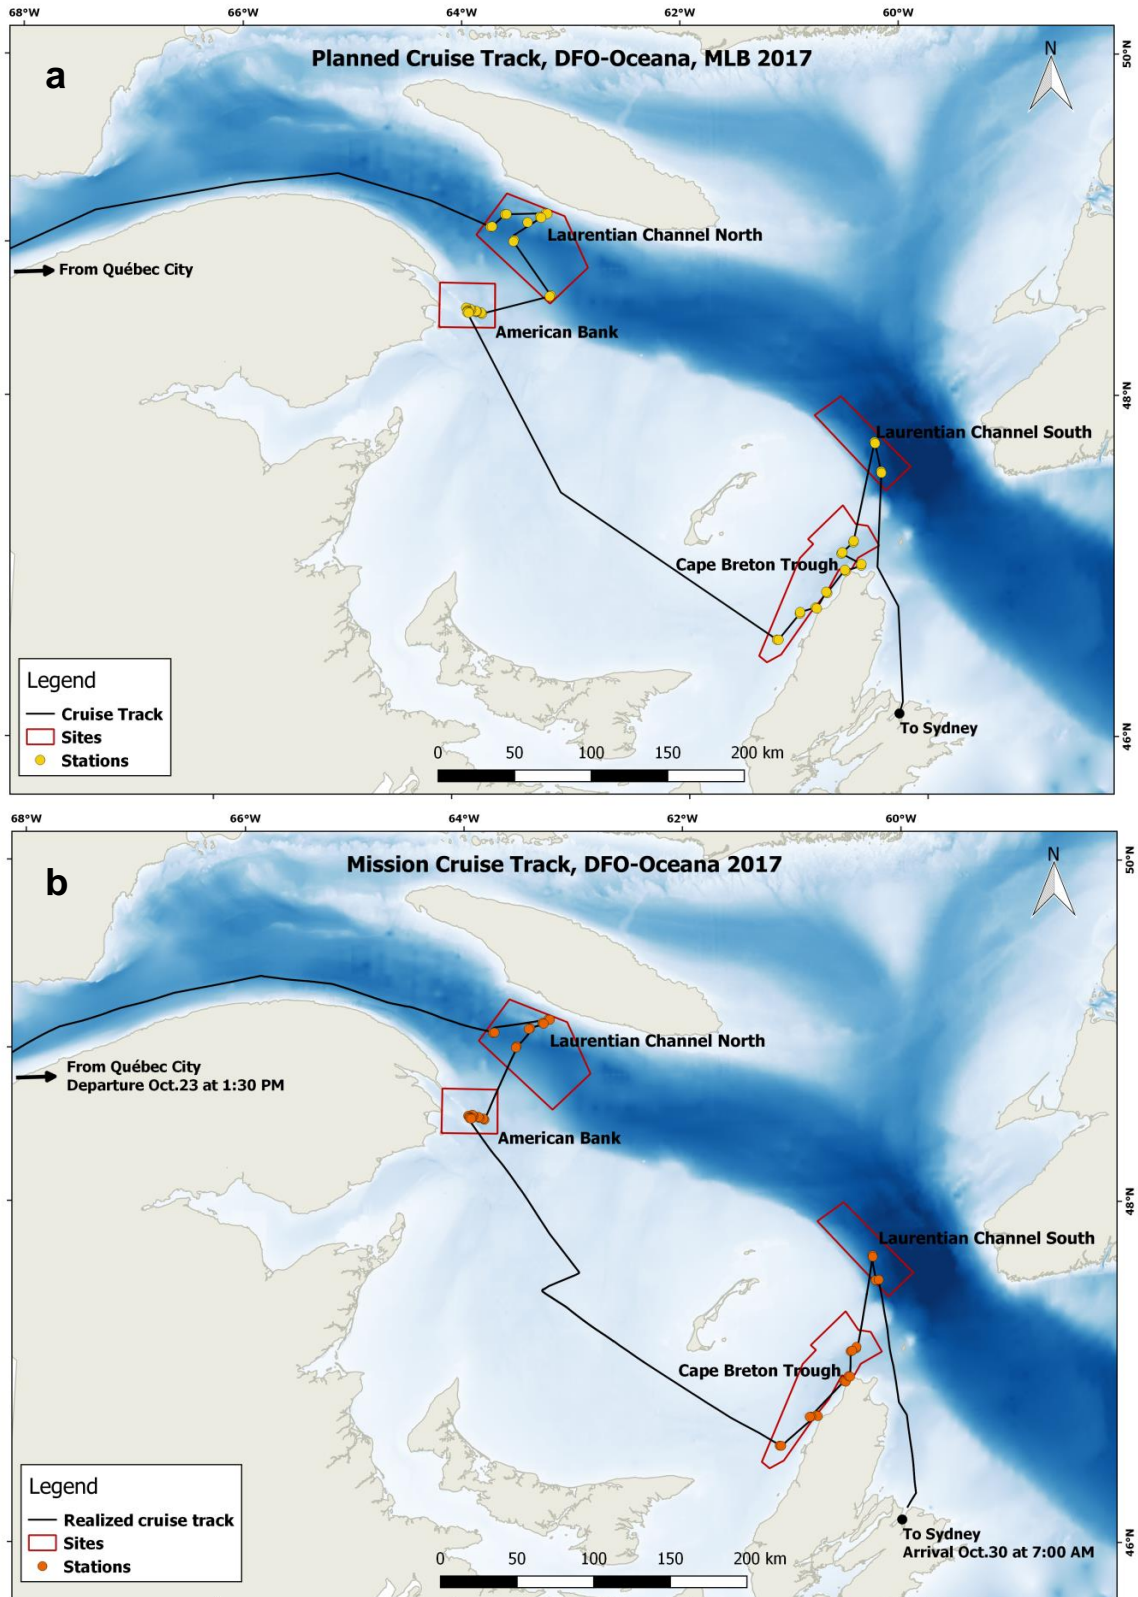 68°W 66°W 64°W 62°W 60°W
a
Planned Cruise Track, DFO-Oceana, MLB 2017
N
50°N
Laurentian Channel North
From Québec City
American Bank
48°N
Laurentian Channel South
Cape Breton Trough
Legend
Cruise Track
Sites
Stations
To Sydney
46°N
0 50 100 150 200 km
68°W 66°W 64°W 62°W 60°W
b
Mission Cruise Track, DFO-Oceana 2017
N
50°N
Laurentian Channel North
From Québec City
Departure Oct.23 at 1:30 PM
American Bank
48°N
Laurentian Channel South
Cape Breton Trough
Legend
Realized cruise track
Sites
Stations
To Sydney
Arrival Oct.30 at 7:00 AM
46°N
0 50 100 150 200 km